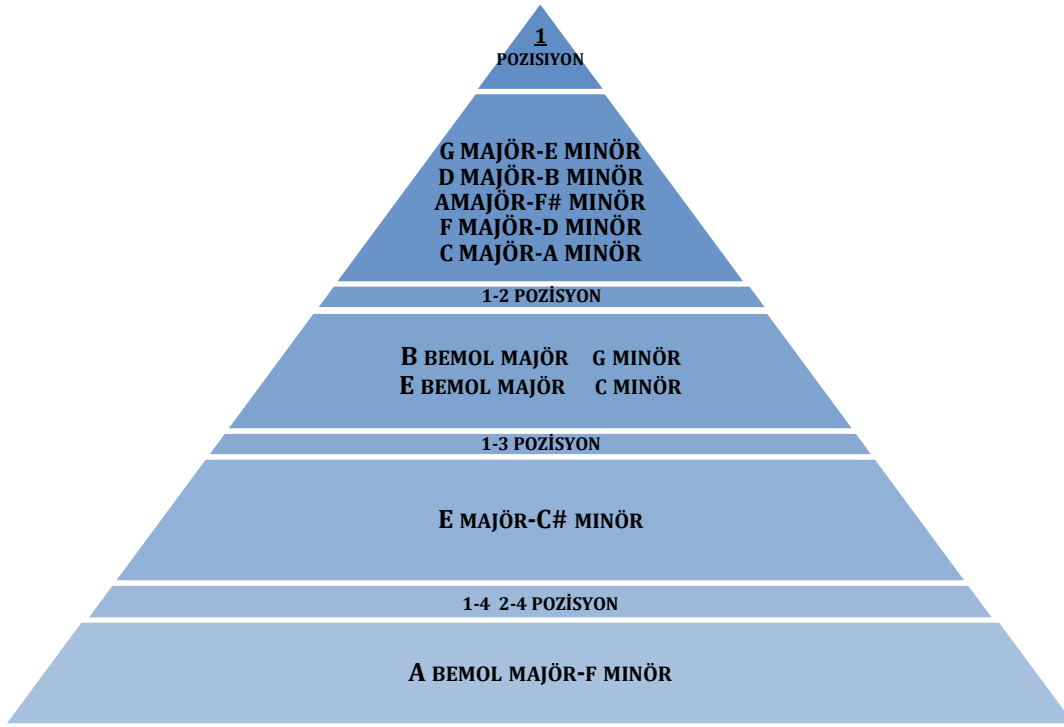 1
POZISIYON
G MAJÖR-E MINÖR
D MAJÖR-B MINÖR
AMAJÖR-F# MINÖR
F MAJÖR-D MINÖR
C MAJÖR-A MINÖR
1-2 POZİSYON
B BEMOL MAJÖR G MINÖR
E BEMOL MAJÖR C MINÖR
1-3 POZİSYON
E MAJÖR-C# MINÖR
1-4 2-4 POZİSYON
A BEMOL MAJÖR-F MINÖR